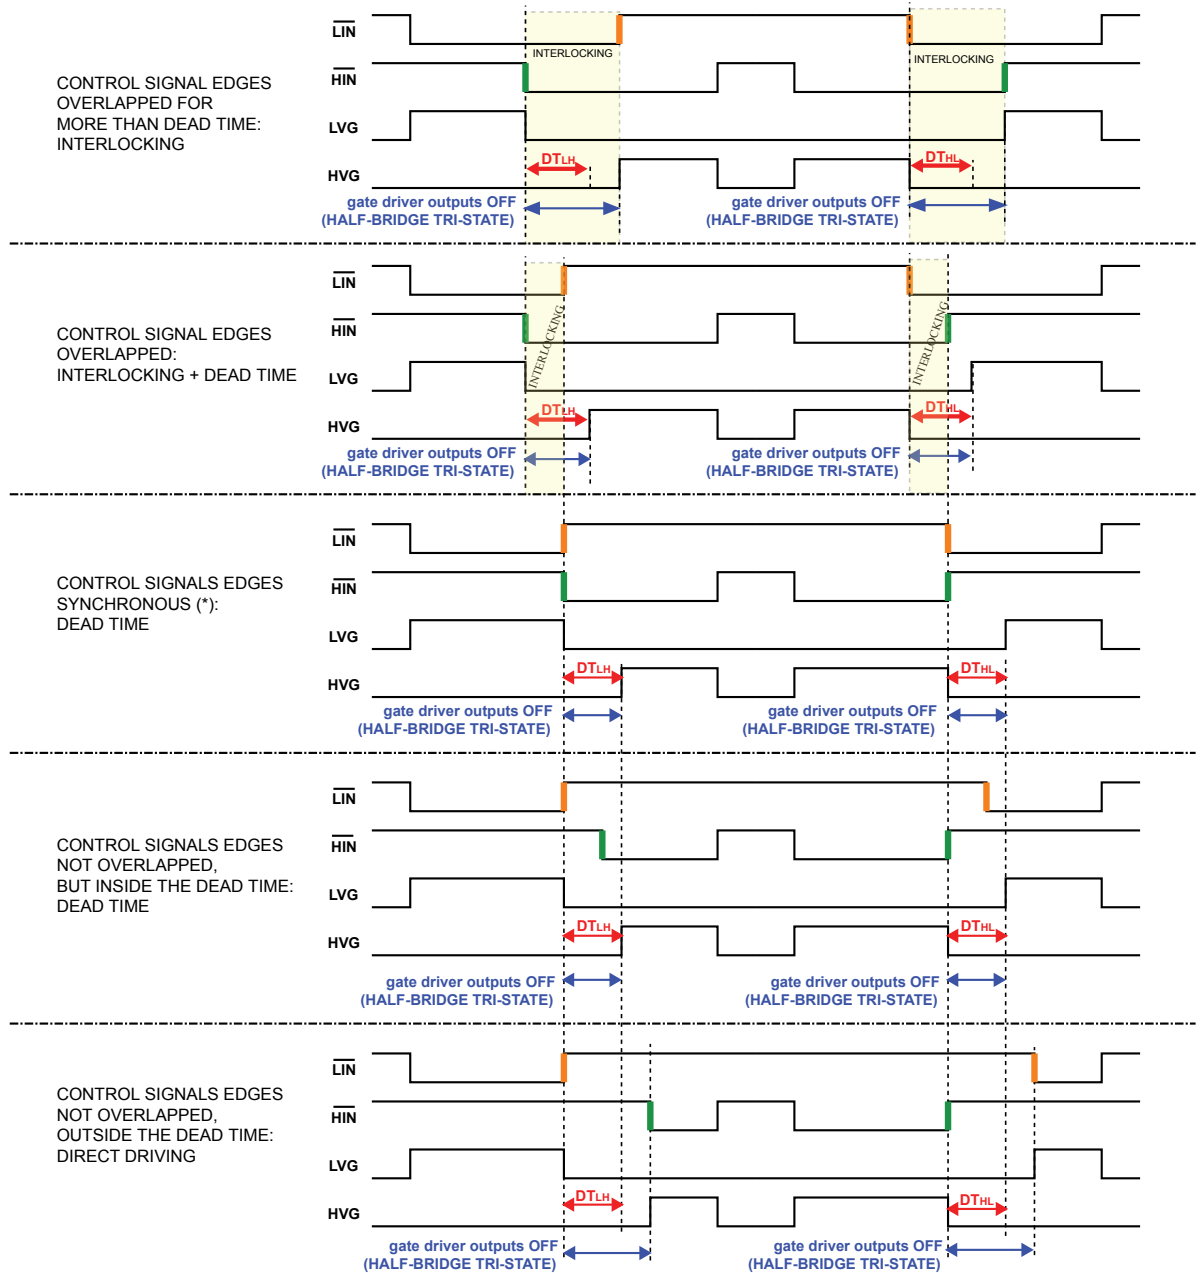 LIN
INTERLOCKING
INTERLOCKING
HIN
CONTROL SIGNAL EDGES
OVERLAPPED FOR
MORE THAN DEAD TIME:
INTERLOCKING
LVG
DTLH
DTHL
HVG
gate driver outputs OFF
(HALF-BRIDGE TRI-STATE)
gate driver outputs OFF
(HALF-BRIDGE TRI-STATE)
LIN
HIN
INTERLOCKING
INTERLOCKING
CONTROL SIGNAL EDGES
OVERLAPPED:
INTERLOCKING + DEAD TIME
LVG
DTLH
DTHL
HVG
gate driver outputs OFF
(HALF-BRIDGE TRI-STATE)
gate driver outputs OFF
(HALF-BRIDGE TRI-STATE)
LIN
HIN
CONTROL SIGNALS EDGES
SYNCHRONOUS (*):
DEAD TIME
LVG
DTLH
DTHL
HVG
gate driver outputs OFF
(HALF-BRIDGE TRI-STATE)
gate driver outputs OFF
(HALF-BRIDGE TRI-STATE)
LIN
HIN
CONTROL SIGNALS EDGES
NOT OVERLAPPED,
BUT INSIDE THE DEAD TIME:
DEAD TIME
LVG
DTLH
DTHL
HVG
gate driver outputs OFF
(HALF-BRIDGE TRI-STATE)
gate driver outputs OFF
(HALF-BRIDGE TRI-STATE)
LIN
HIN
CONTROL SIGNALS EDGES
NOT OVERLAPPED,
OUTSIDE THE DEAD TIME:
DIRECT DRIVING
LVG
DTLH
DTHL
HVG
gate driver outputs OFF
(HALF-BRIDGE TRI-STATE)
gate driver outputs OFF
(HALF-BRIDGE TRI-STATE)